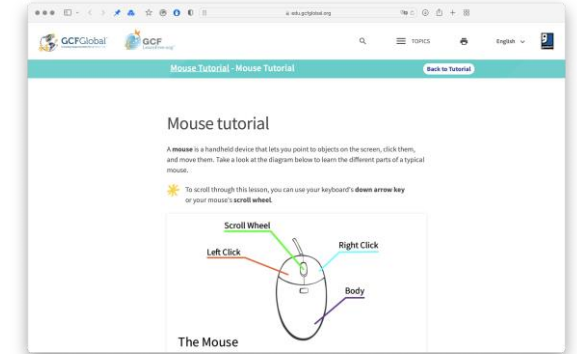 edu.gcfglobal.org
GCFGlobal
GCF
LearnFree.org
TOPICS
English
Mouse Tutorial - Mouse Tutorial
Back to Tutorial
Mouse tutorial
A mouse is a handheld device that lets you point to objects on the screen, click them,
and move them. Take a look at the diagram below to learn the different parts of a typical
mouse.
To scroll through this lesson, you can use your keyboard's down arrow key
or your mouse's scroll wheel.
Scroll Wheel
Left Click
Right Click
Body
The Mouse